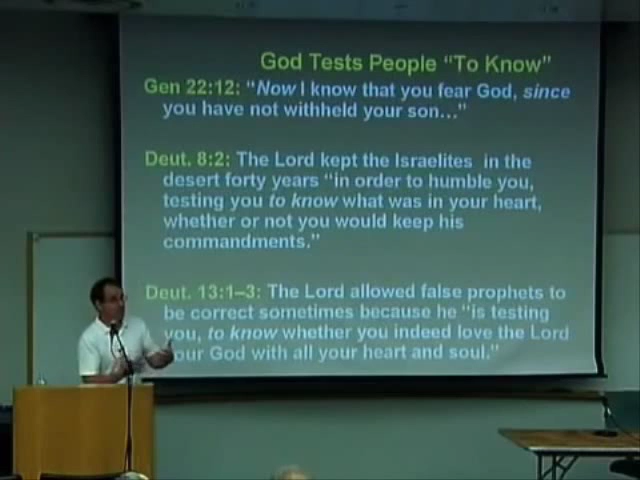 God Tests People "To Know"
Gen 22:12: "Now I know that you fear God, since
you have not withheld your son…"
Deut. 8:2: The Lord kept the Israelites in the
desert forty years "in order to humble you,
testing you to know what was in your heart,
whether or not you would keep his
commandments."
Deut. 13:1–3: The Lord allowed false prophets to
be correct sometimes because he "is testing
you, to know whether you indeed love the Lord
our God with all your heart and soul."